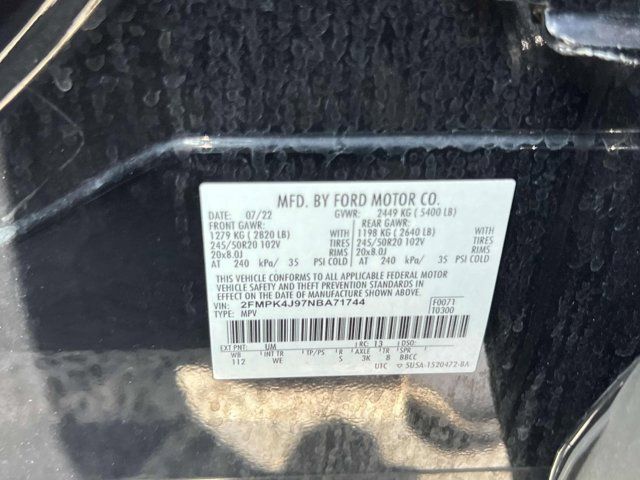 MFD. BY FORD MOTOR CO.
DATE: 07/22 GVWR: 2449 KG ( 5400 LB)
FRONT GAWR: REAR GAWR:
1279 KG ( 2820 LB) WITH 1198 KG ( 2640 LB) WITH
245/50R20 102V TIRES 245/50R20 102V TIRES
20x8.0J RIMS 20x8.0J RIMS
AT 240 kPa/ 35 PSI COLD AT 240 kPa/ 35 PSI COLD
THIS VEHICLE CONFORMS TO ALL APPLICABLE FEDERAL MOTOR
VEHICLE SAFETY AND THEFT PREVENTION STANDARDS IN
EFFECT ON THE DATE OF MANUFACTURE SHOWN ABOVE.
VIN: 2FMPK4J97NBA71744 F0071
TYPE: MPV T0300
EXT PNT: UM RC: 13 DSO:
WB INT TR TP/PS R AXLE TR SPR
112 WE S 3K 8 BBCC
UTC 5U5A-1520472-BA